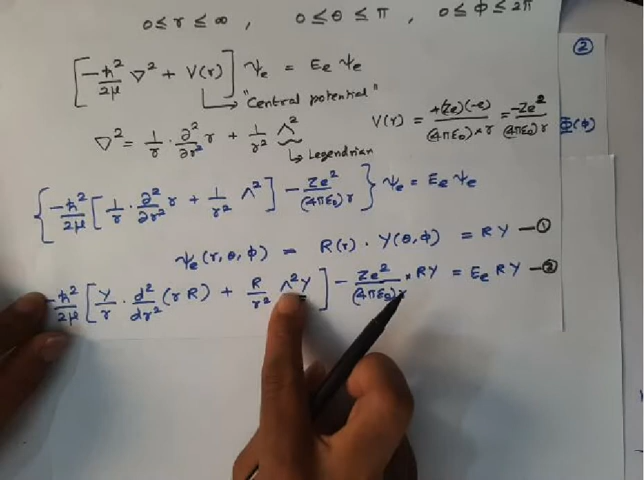 0 ≤ r ≤ ∞ , 0 ≤ θ ≤ π , 0 ≤ ϕ ≤ 2π
②
[-ħ²/2μ ∇² + V(r)] ψe = Ee ψe
"Central potential"
∇² = 1/r · ∂²/∂r² r + 1/r² Λ²
V(r) = +(Ze)(-e)/(4πε₀)×r = -Ze²/(4πε₀)r
Φ(ϕ)
Legendrian
{-ħ²/2μ [1/r · ∂²/∂r² r + 1/r² Λ²] - Ze²/(4πε₀)r} ψe = Ee ψe
ψe (r, θ, ϕ) = R(r) · Y(θ, ϕ) = RY —①
-ħ²/2μ [Y/r · d²/dr² (rR) + R/r² Λ²Y] - Ze²/(4πε₀)r × RY = Ee RY —②